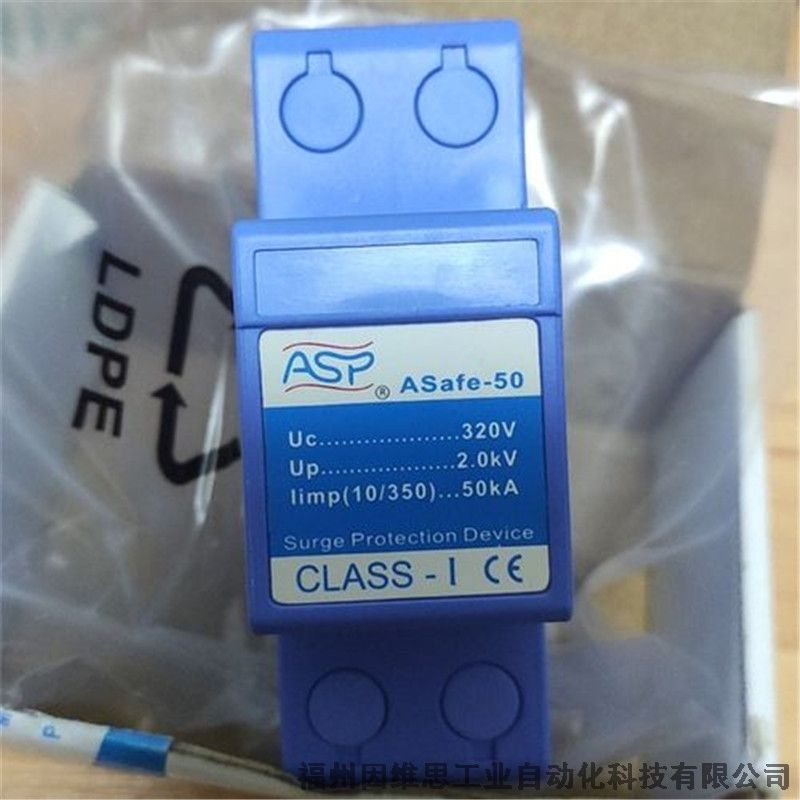 LDPE
ASP®
ASafe-50
Uc...................320V
Up..................2.0kV
Iimp(10/350)...50kA
Surge Protection Device
CLASS - I CE
P
福州因维思工业自动化科技有限公司